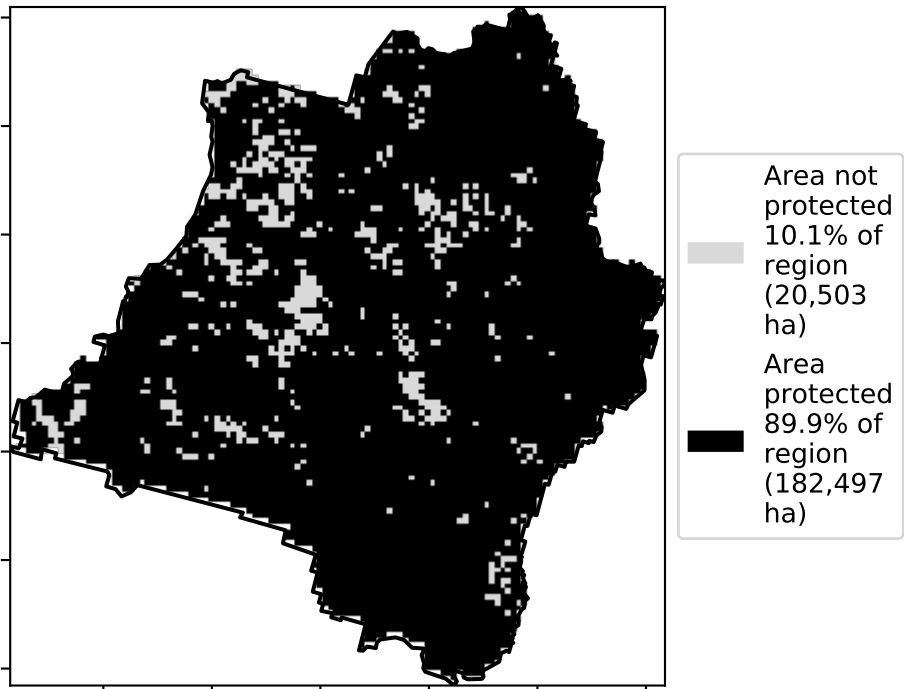 Area not
protected
10.1% of
region
(20,503
ha)
Area
protected
89.9% of
region
(182,497
ha)